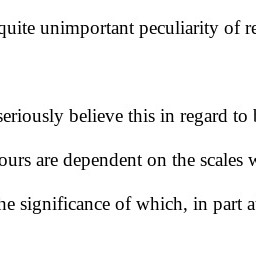 quite unimportant peculiarity of re
seriously believe this in regard to
ours are dependent on the scales
he significance of which, in part